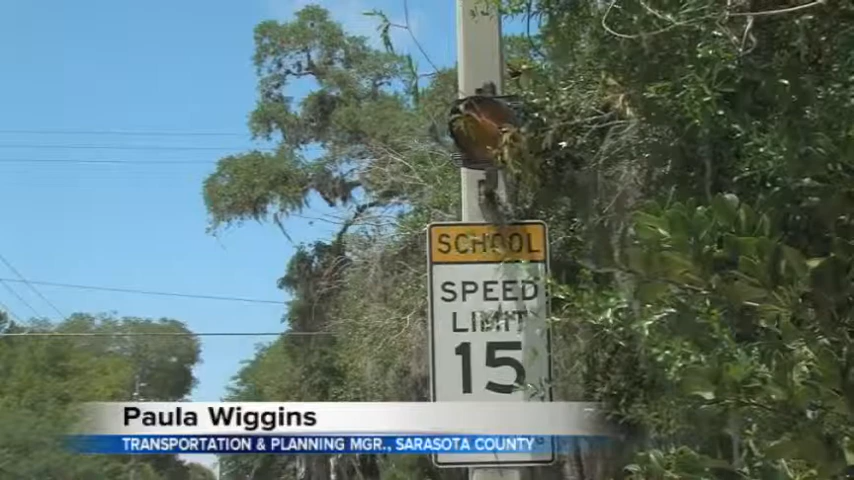 SCHOOL
SPEED
LIMIT
15
Paula Wiggins
TRANSPORTATION & PLANNING MGR., SARASOTA COUNTY